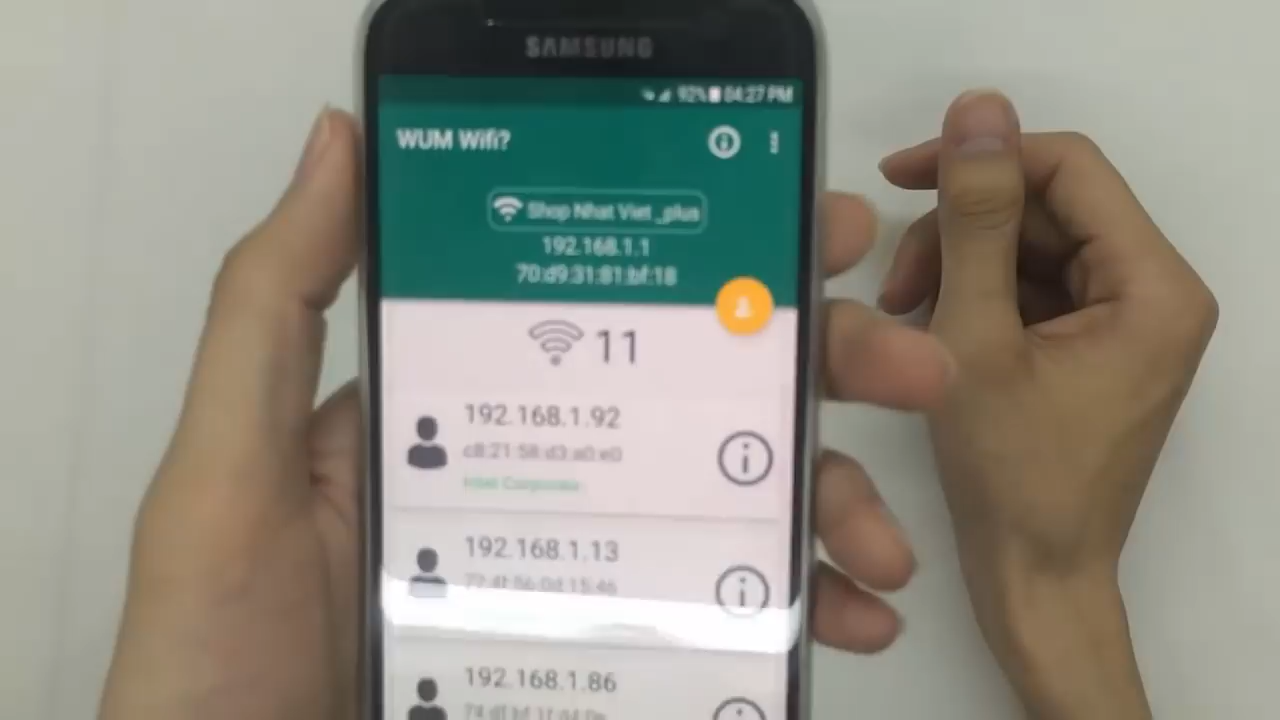 SAMSUNG
92% 04:27 PM
WUM Wifi?
Shop Nhat Viet _plus
192.168.1.1
70:d9:31:81:bf:18
11
192.168.1.92
c8:21:58:d3:a0:e0
Intel Corporate
192.168.1.13
192.168.1.86